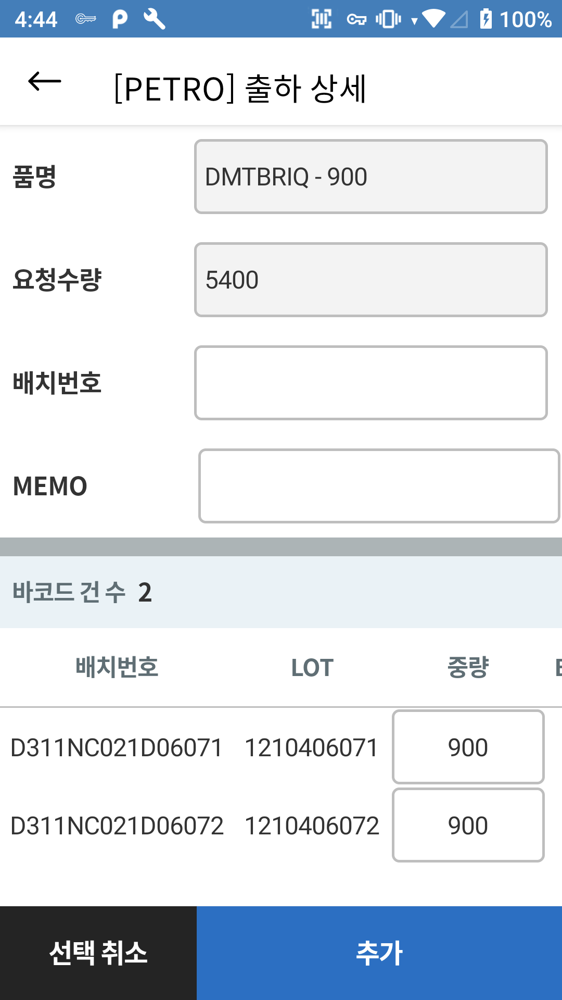 4:44 100%
[PETRO] 출하 상세
품명 DMTBRIQ - 900
요청수량 5400
배치번호
MEMO
바코드 건 수 2
배치번호 LOT 중량
D311NC021D06071 1210406071 900
D311NC021D06072 1210406072 900
선택 취소 추가